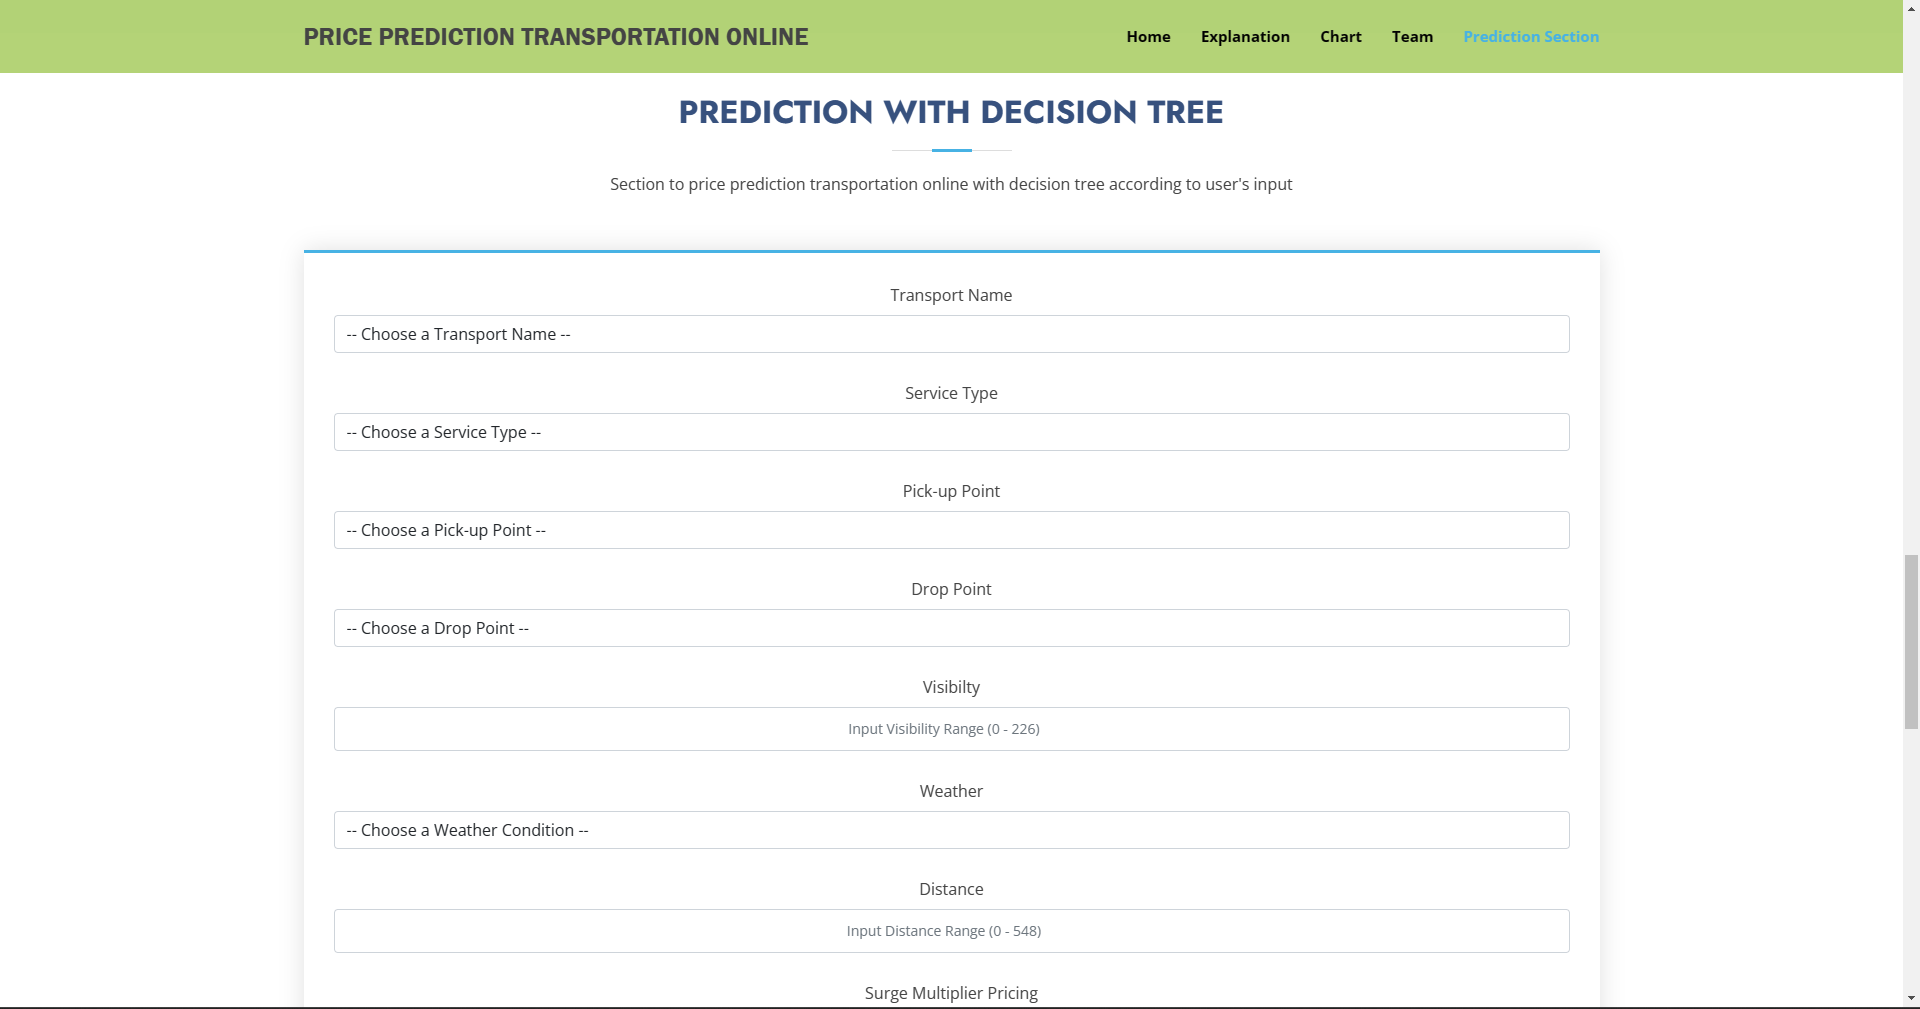 PRICE PREDICTION TRANSPORTATION ONLINE
Home Explanation Chart Team Prediction Section
PREDICTION WITH DECISION TREE
Section to price prediction transportation online with decision tree according to user's input
Transport Name
-- Choose a Transport Name --
Service Type
-- Choose a Service Type --
Pick-up Point
-- Choose a Pick-up Point --
Drop Point
-- Choose a Drop Point --
Visibilty
Input Visibility Range (0 - 226)
Weather
-- Choose a Weather Condition --
Distance
Input Distance Range (0 - 548)
Surge Multiplier Pricing